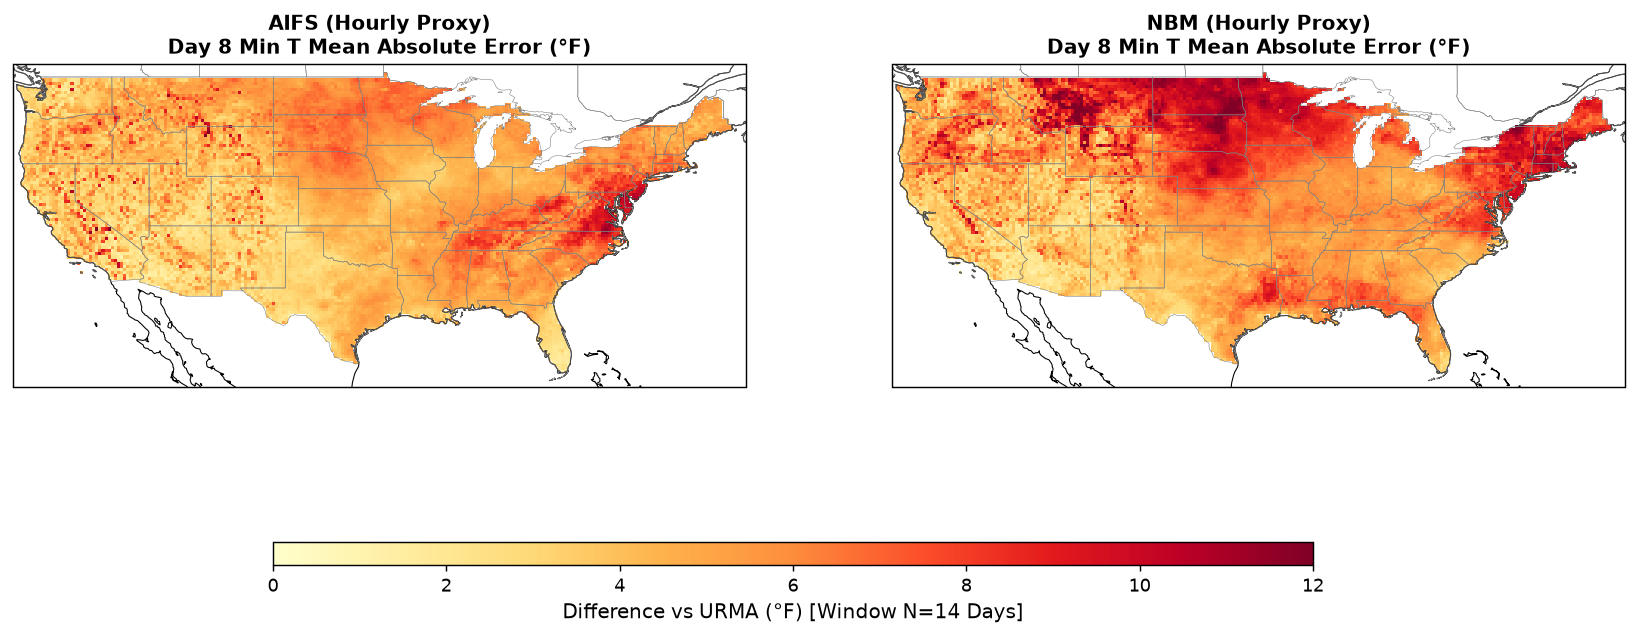 AIFS (Hourly Proxy)
Day 8 Min T Mean Absolute Error (°F)
NBM (Hourly Proxy)
Day 8 Min T Mean Absolute Error (°F)
0 2 4 6 8 10 12
Difference vs URMA (°F) [Window N=14 Days]